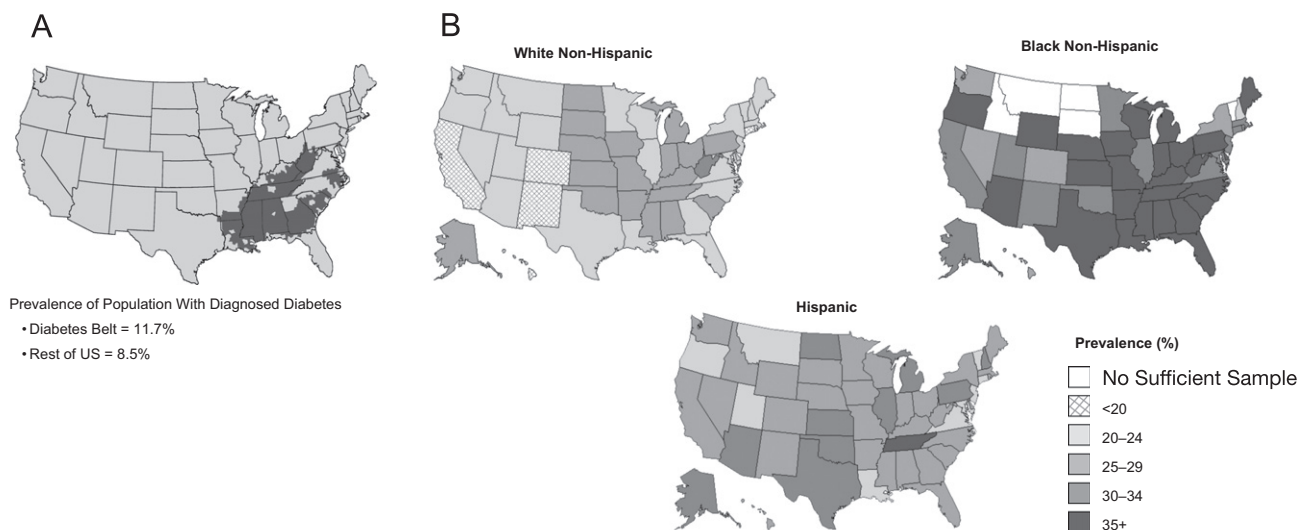 A
B
White Non-Hispanic
Black Non-Hispanic
Prevalence of Population With Diagnosed Diabetes
• Diabetes Belt = 11.7%
• Rest of US = 8.5%
Hispanic
Prevalence (%)
No Sufficient Sample
<20
20–24
25–29
30–34
35+